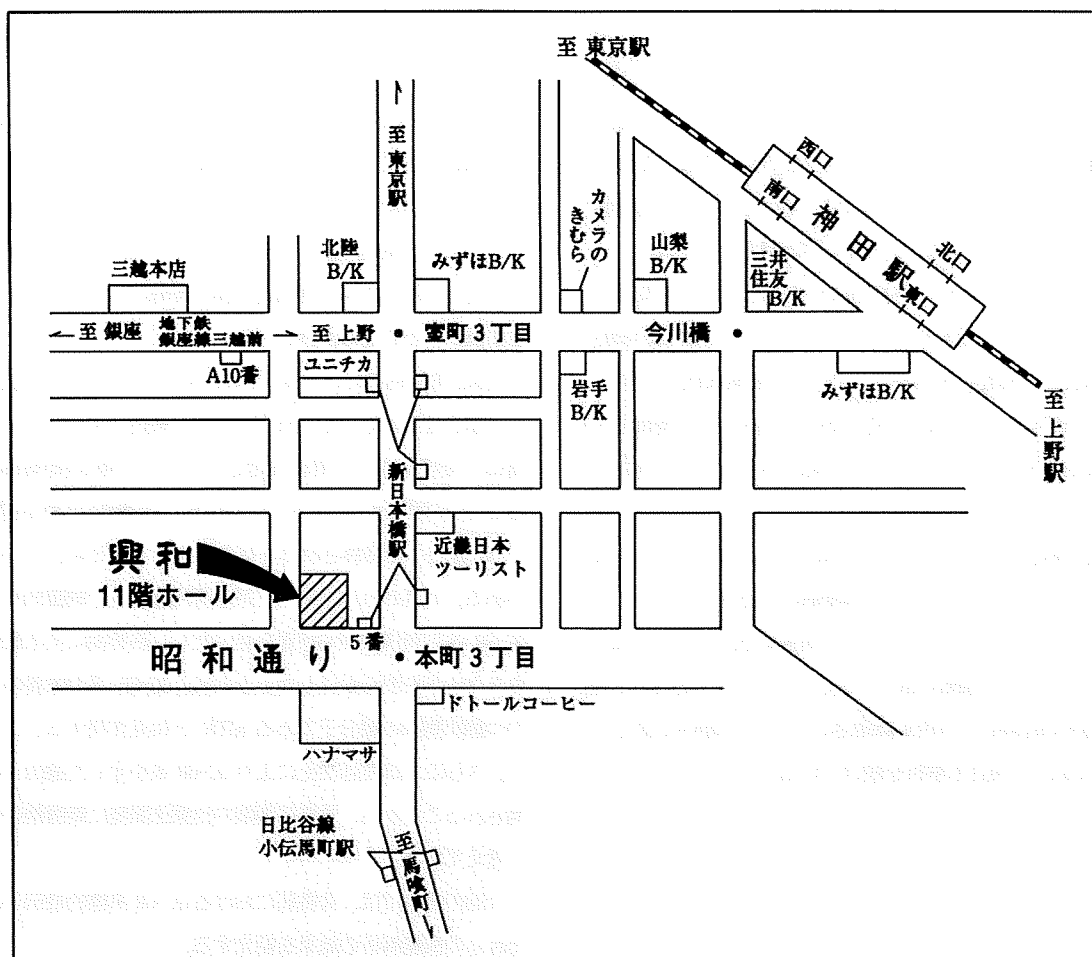 至 東京駅
至 東京駅
西口
南口
神田駅
北口
東口
カメラの
きむら
北陸
B/K
みずほB/K
山梨
B/K
三井
住友
B/K
三越本店
至 銀座
地下鉄
銀座線三越前
至 上野
室町3丁目
今川橋
A10番
ユニチカ
岩手
B/K
みずほB/K
至 上野駅
新日本橋駅
近畿日本
ツーリスト
興和
11階ホール
5番
昭和通り
本町3丁目
ドトールコーヒー
ハナマサ
日比谷線
小伝馬町駅
至 馬喰町